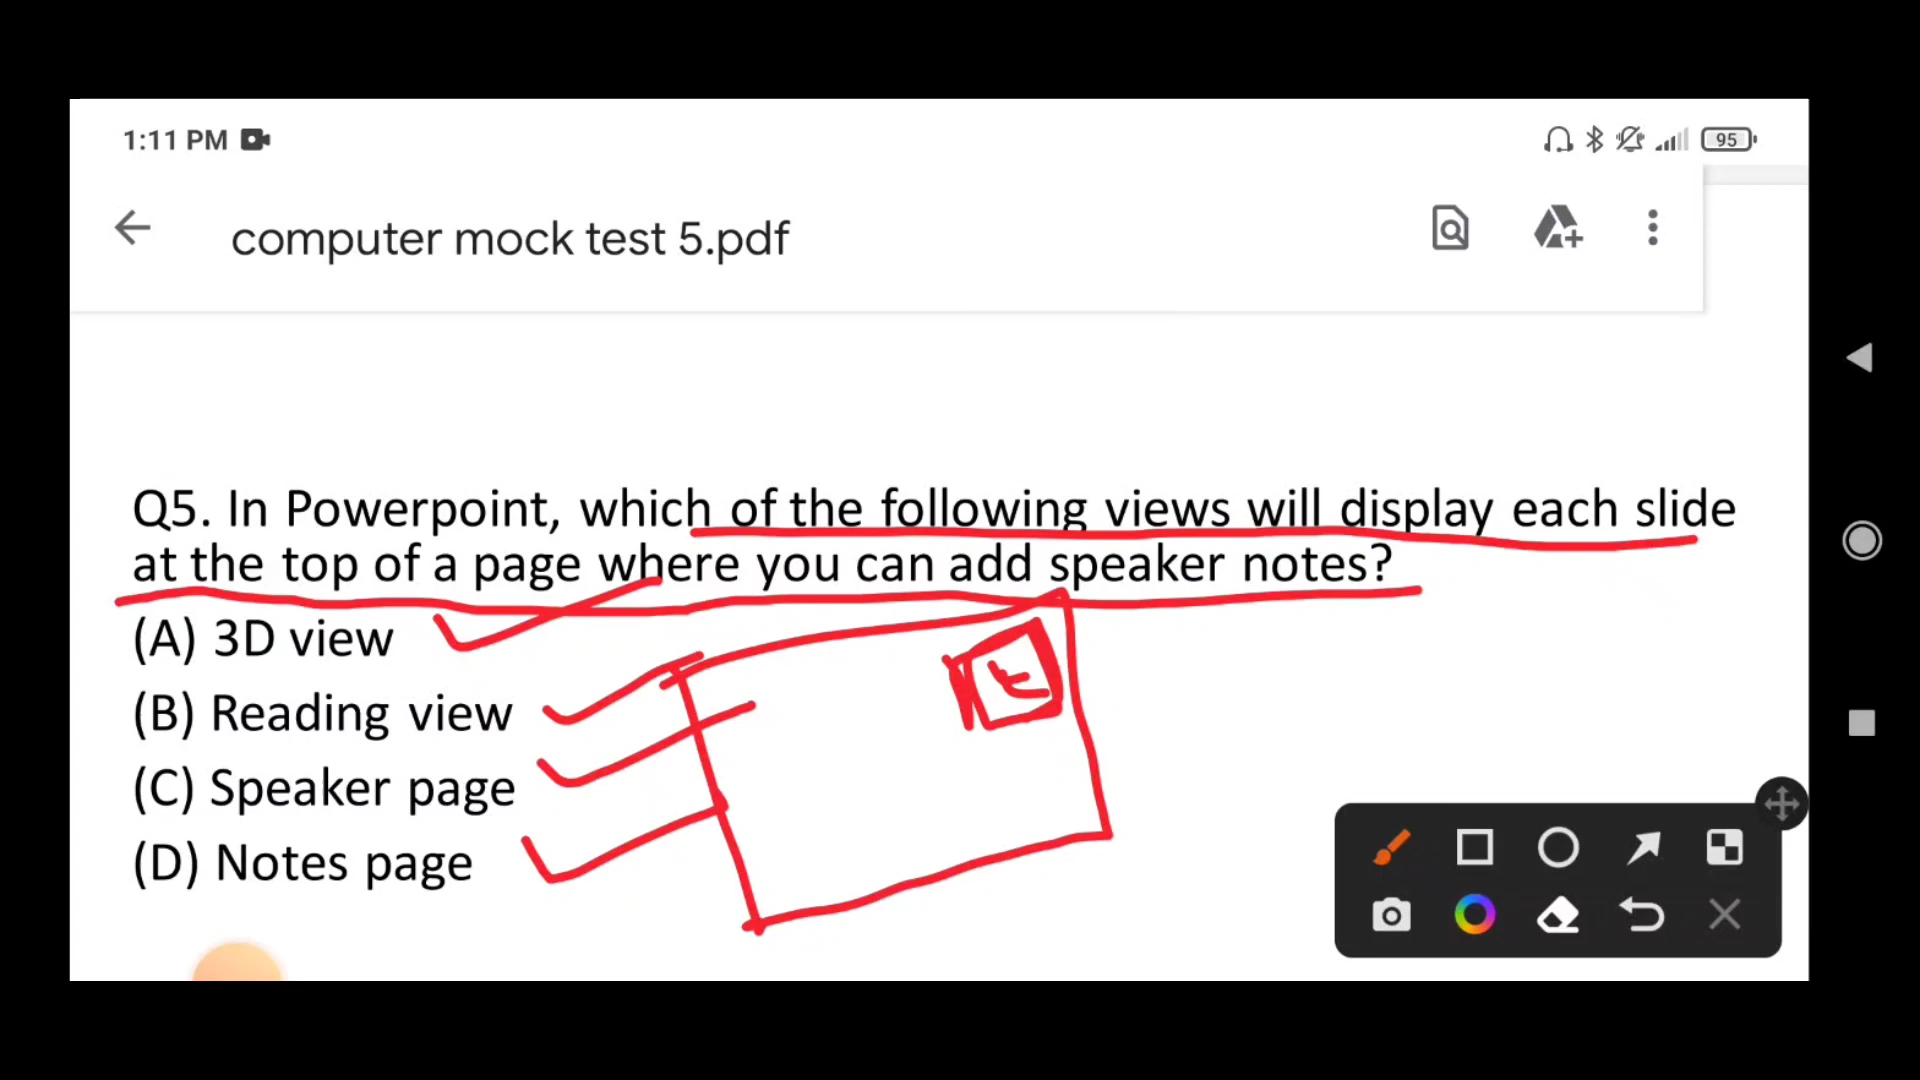 1:11 PM
95
computer mock test 5.pdf
Q5. In Powerpoint, which of the following views will display each slide
at the top of a page where you can add speaker notes?
(A) 3D view
(B) Reading view
(C) Speaker page
(D) Notes page